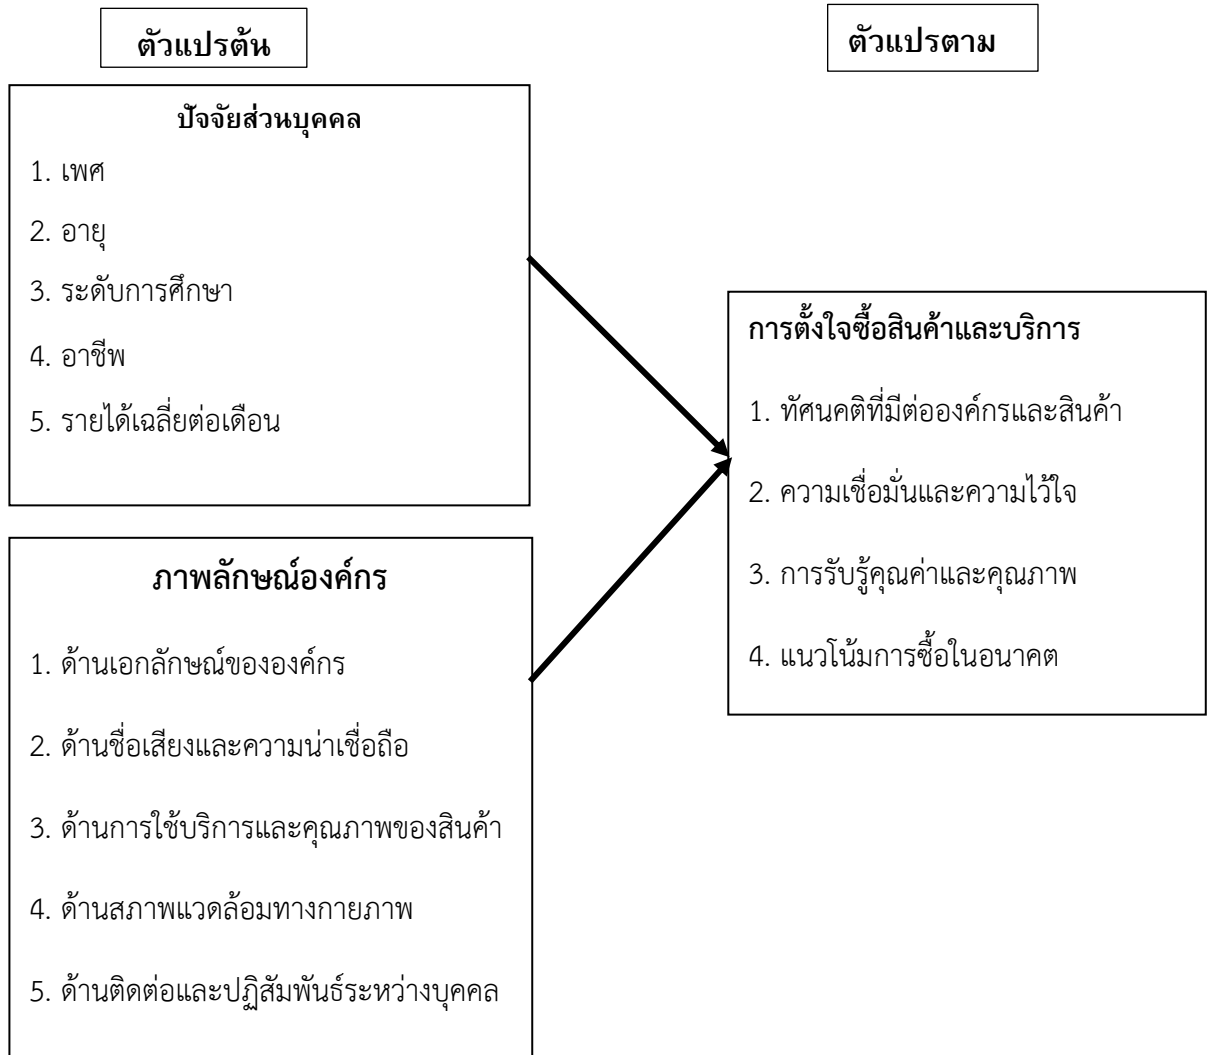 ตัวแปรต้น
ปัจจัยส่วนบุคคล
1. เพศ
2. อายุ
3. ระดับการศึกษา
4. อาชีพ
5. รายได้เฉลี่ยต่อเดือน
ภาพลักษณ์องค์กร
1. ด้านเอกลักษณ์ขององค์กร
2. ด้านชื่อเสียงและความน่าเชื่อถือ
3. ด้านการใช้บริการและคุณภาพของสินค้า
4. ด้านสภาพแวดล้อมทางกายภาพ
5. ด้านติดต่อและปฏิสัมพันธ์ระหว่างบุคคล
ตัวแปรตาม
การตั้งใจซื้อสินค้าและบริการ
1. ทัศนคติที่มีต่อองค์กรและสินค้า
2. ความเชื่อมั่นและความไว้ใจ
3. การรับรู้คุณค่าและคุณภาพ
4. แนวโน้มการซื้อในอนาคต